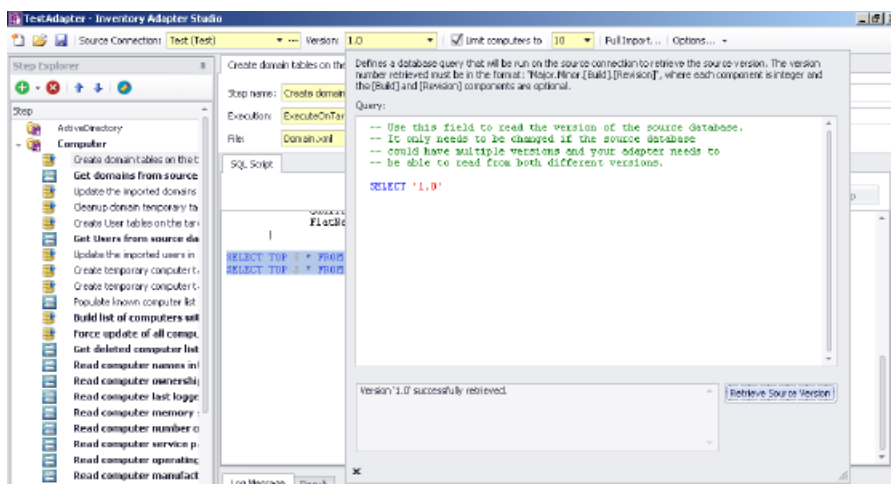 TestAdapter - Inventory Adapter Studio
Source Connection: Test (Test) Version: 1.0 Limit computers to 10 Full Import... Options...
Step Explorer
Step
ActiveDirectory
Computer
Create domain tables on the t
Get domains from source
Update the imported domains
Cleanup domain temporary ta
Create User tables on the tar
Get Users from source da
Update the imported users in
Create temporary computer t
Create temporary computer t
Populate known computer list
Build list of computers wit
Force update of all compu
Get deleted computer list
Read computer names in
Read computer ownership
Read computer last logge
Read computer memory
Read computer number o
Read computer service p
Read computer operating
Read computer manufact
Create domain tables on the
Step name: Create domain
Execution: ExecuteOnTar
File: Domain.xml
SQL Script
FlatNa
)
SELECT TOP * FROM
SELECT TOP * FROM
Log Message Result
Defines a database query that will be run on the source connection to retrieve the source version. The version
number retrieved must be in the format: "Major.Minor.[Build].[Revision]", where each component is integer and
the [Build] and [Revision] components are optional.
Query:
-- Use this field to read the version of the source database.
-- It only needs to be changed if the source database
-- could have multiple versions and your adapter needs to
-- be able to read from both different versions.
SELECT '1.0'
Version '1.0' successfully retrieved.
Retrieve Source Version